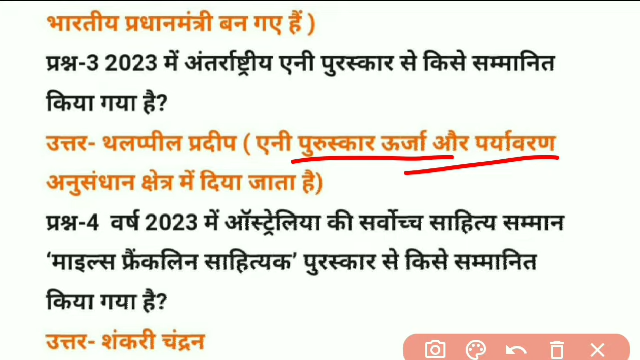 भारतीय प्रधानमंत्री बन गए हैं )
प्रश्न-3 2023 में अंतर्राष्ट्रीय एनी पुरस्कार से किसे सम्मानित
किया गया है?
उत्तर- थलप्पील प्रदीप ( एनी पुरुस्कार ऊर्जा और पर्यावरण
अनुसंधान क्षेत्र में दिया जाता है)
प्रश्न-4 वर्ष 2023 में ऑस्ट्रेलिया की सर्वोच्च साहित्य सम्मान
‘माइल्स फ्रैंकलिन साहित्यक’ पुरस्कार से किसे सम्मानित
किया गया है?
उत्तर- शंकरी चंद्रन